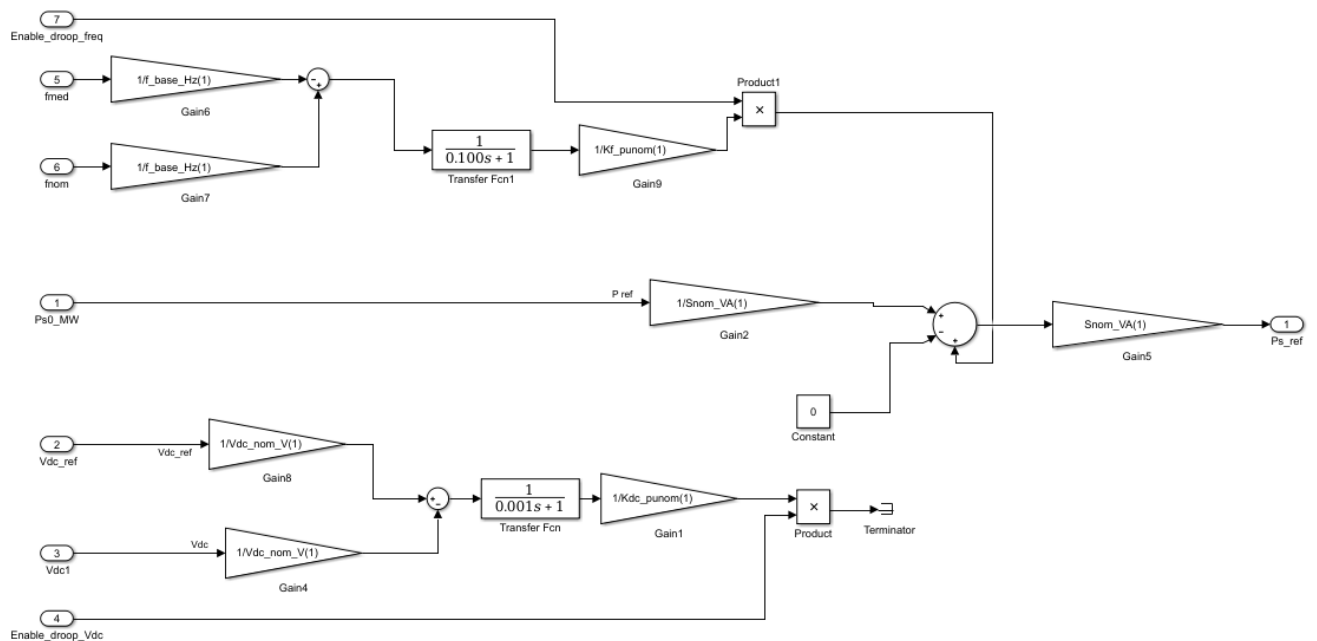 7
Enable_droop_freq
5
fmed
1/f_base_Hz(1)
Gain6
-
+
6
fnom
1/f_base_Hz(1)
Gain7
1
0.100s + 1
Transfer Fcn1
1/Kf_punom(1)
Gain9
Product1
×
1
Ps0_MW
P ref
1/Snom_VA(1)
Gain2
+
-
+
Snom_VA(1)
Gain5
1
Ps_ref
0
Constant
2
Vdc_ref
Vdc_ref
1/Vdc_nom_V(1)
Gain8
+
-
1
0.001s + 1
Transfer Fcn
1/Kdc_punom(1)
Gain1
×
Product
Terminator
3
Vdc1
Vdc
1/Vdc_nom_V(1)
Gain4
4
Enable_droop_Vdc